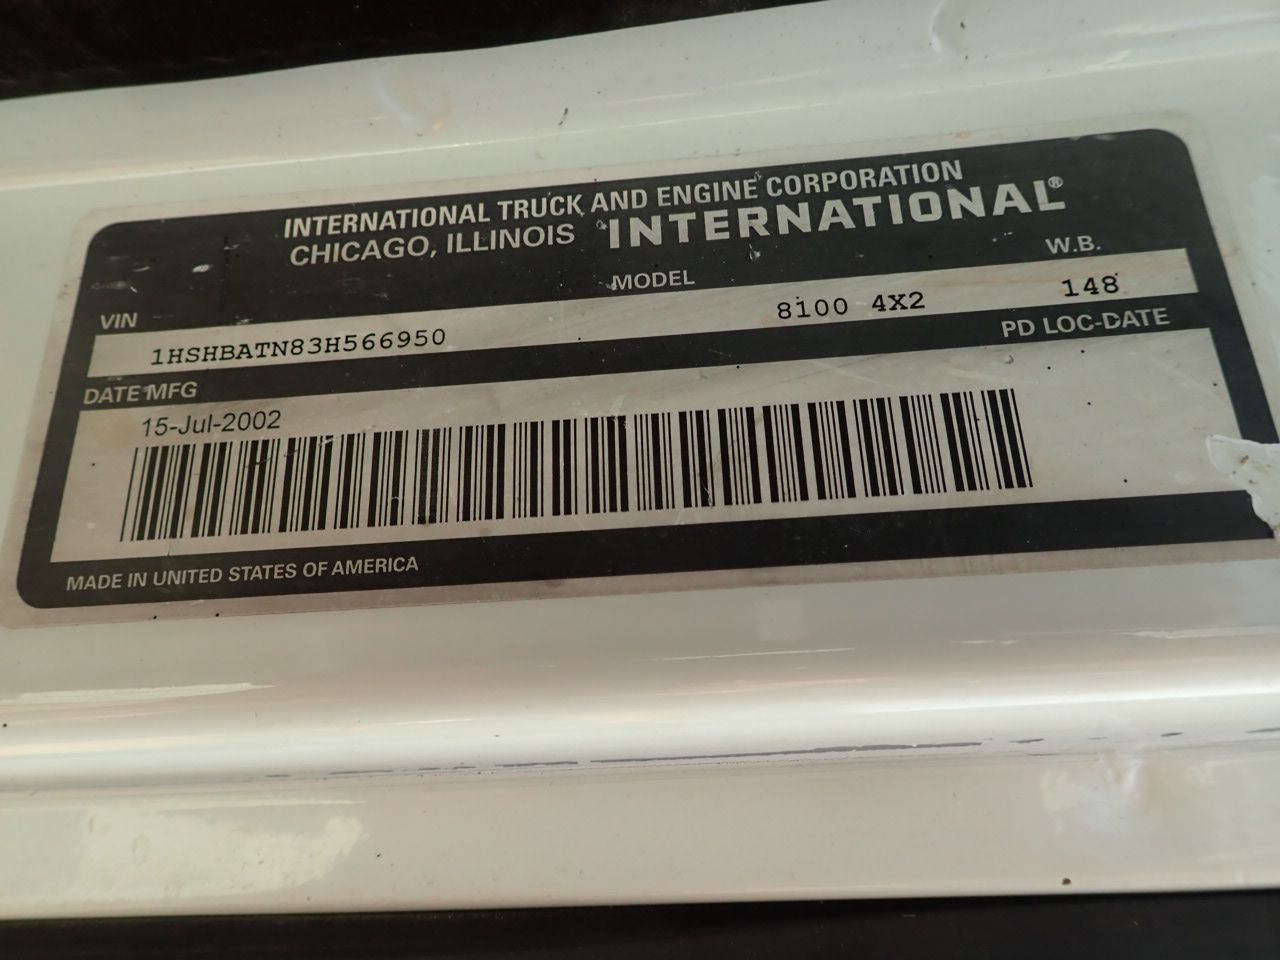 INTERNATIONAL TRUCK AND ENGINE CORPORATION
CHICAGO, ILLINOIS INTERNATIONAL®
VIN MODEL W.B.
1HSHBATN83H566950 8100 4X2 148
DATE MFG PD LOC-DATE
15-Jul-2002
MADE IN UNITED STATES OF AMERICA